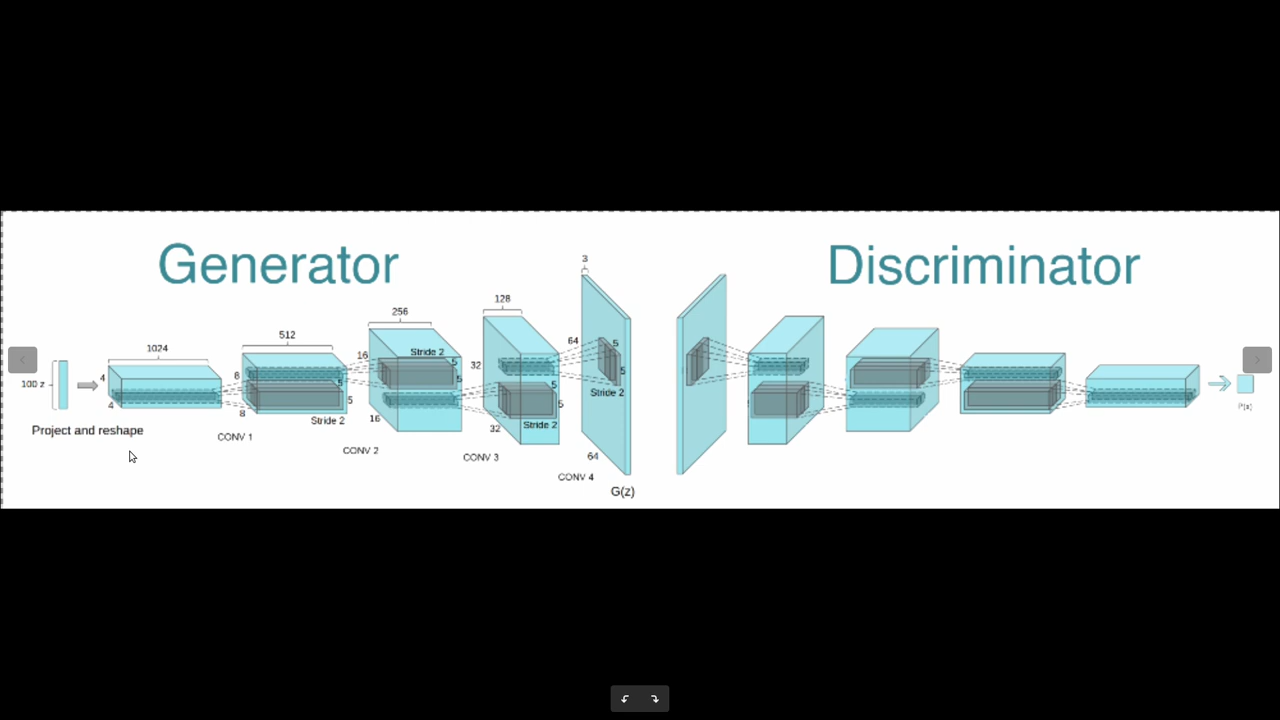 Generator
Discriminator
3
128
256
512
1024
64
5
16
Stride 2
5
32
5
8
5
5
5
4
100 z
Stride 2
5
4
8
5
5
Stride 2
16
32
Stride 2
Project and reshape
CONV 1
CONV 2
CONV 3
64
CONV 4
G(z)
P(x)